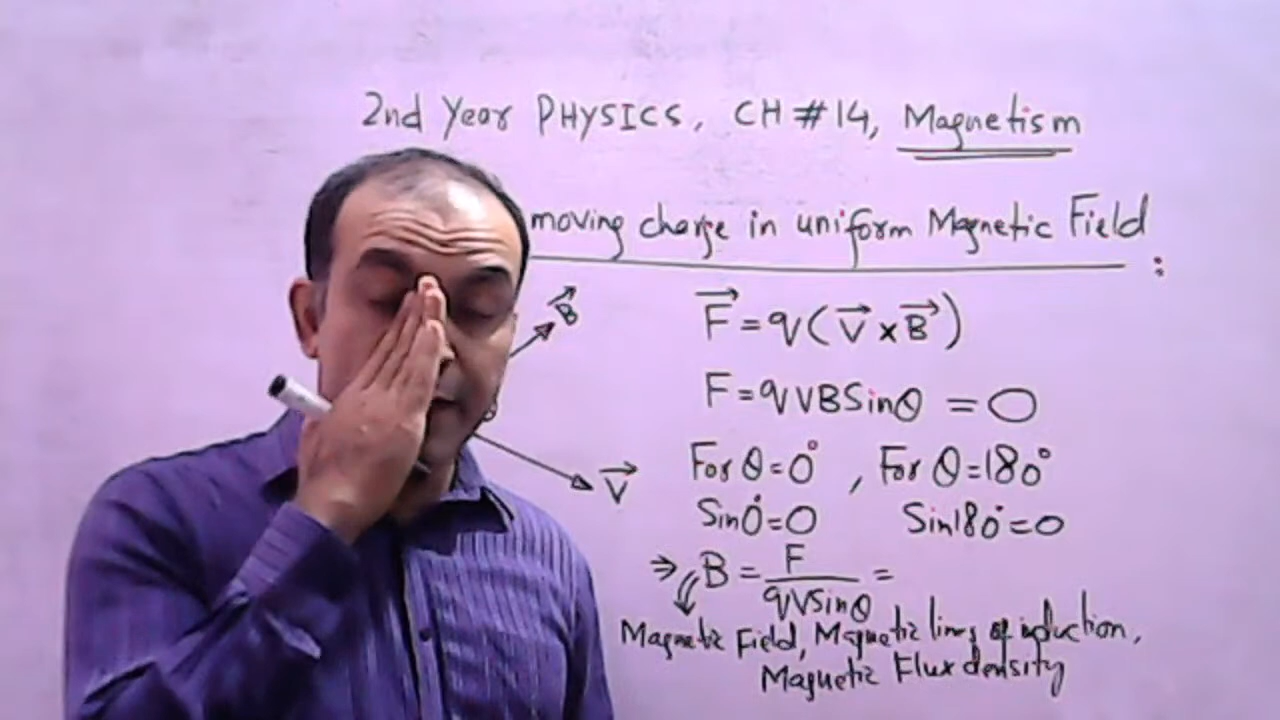 2nd Year PHYSICS, CH #14, Magnetism
moving charge in uniform Magnetic Field :
B⃗
V⃗
F⃗ = q(V⃗ × B⃗)
F = qVBSinθ = 0
For θ=0°, For θ=180°
Sin0°=0 Sin180°=0
⇒ B = F/qVSinθ =
Magnetic Field, Magnetic lines of induction,
Magnetic Flux density